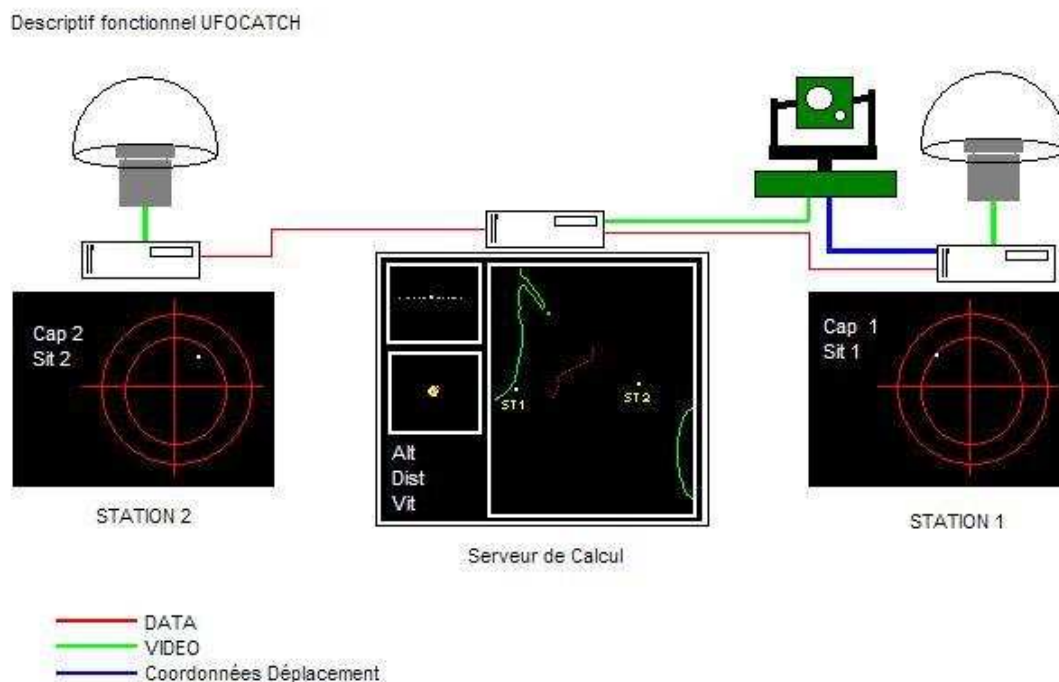 Descriptif fonctionnel UFOCATCH
Cap 2
Sit 2
STATION 2
ST1
ST2
Alt
Dist
Vit
Serveur de Calcul
Cap 1
Sit 1
STATION 1
DATA
VIDEO
Coordonnées Déplacement